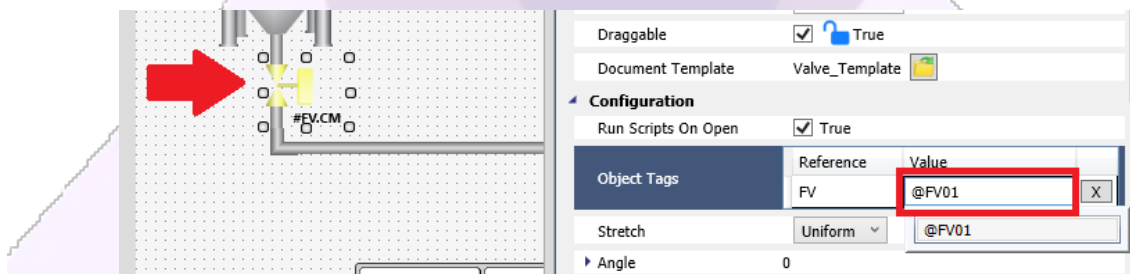 #FV.CM
Draggable True
Document Template Valve_Template
Configuration
Run Scripts On Open True
Object Tags
Reference Value
FV @FV01 X
@FV01
Stretch Uniform
Angle 0